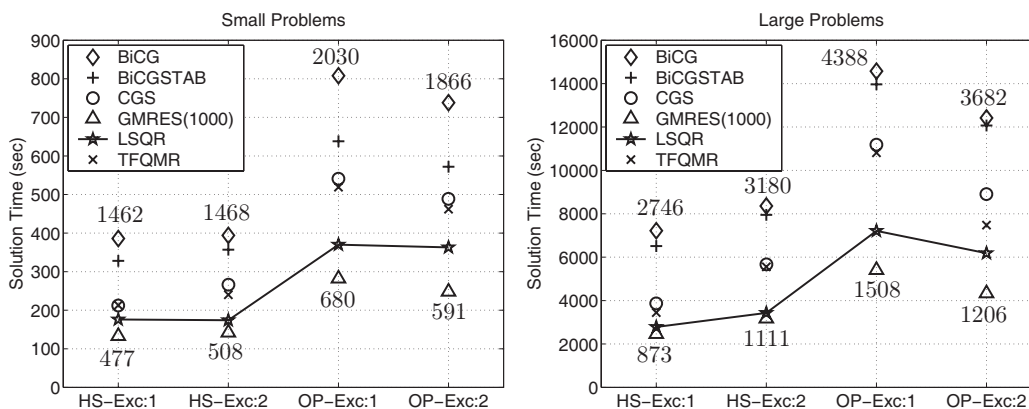 Small Problems
Solution Time (sec)
900
800
700
600
500
400
300
200
100
0
BiCG
BiCGSTAB
CGS
GMRES(1000)
LSQR
TFQMR
1462
1468
2030
1866
477
508
680
591
HS-Exc:1
HS-Exc:2
OP-Exc:1
OP-Exc:2
Large Problems
Solution Time (sec)
16000
14000
12000
10000
8000
6000
4000
2000
0
BiCG
BiCGSTAB
CGS
GMRES(1000)
LSQR
TFQMR
2746
3180
4388
3682
873
1111
1508
1206
HS-Exc:1
HS-Exc:2
OP-Exc:1
OP-Exc:2